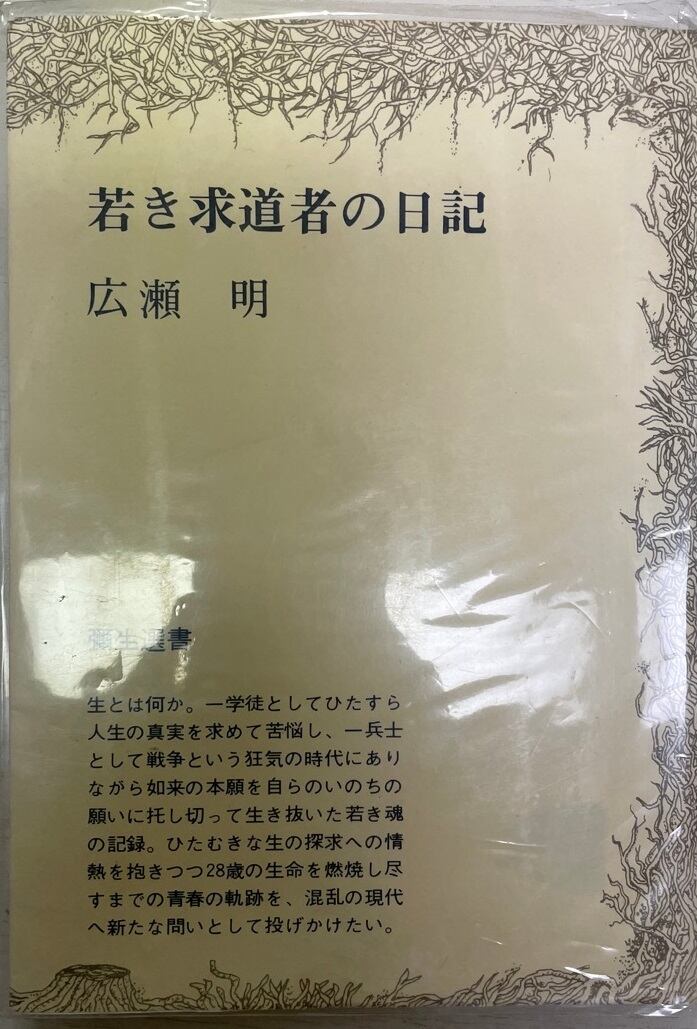 若き求道者の日記
広瀬 明
彌生選書
生とは何か。一学徒としてひたすら
人生の真実を求めて苦悩し、一兵士
として戦争という狂気の時代にあり
ながら如来の本願を自らのいのちの
願いに托し切って生き抜いた若き魂
の記録。ひたむきな生の探求への情
熱を抱きつつ28歳の生命を燃焼し尽
すまでの青春の軌跡を、混乱の現代
へ新たな問いとして投げかけたい。